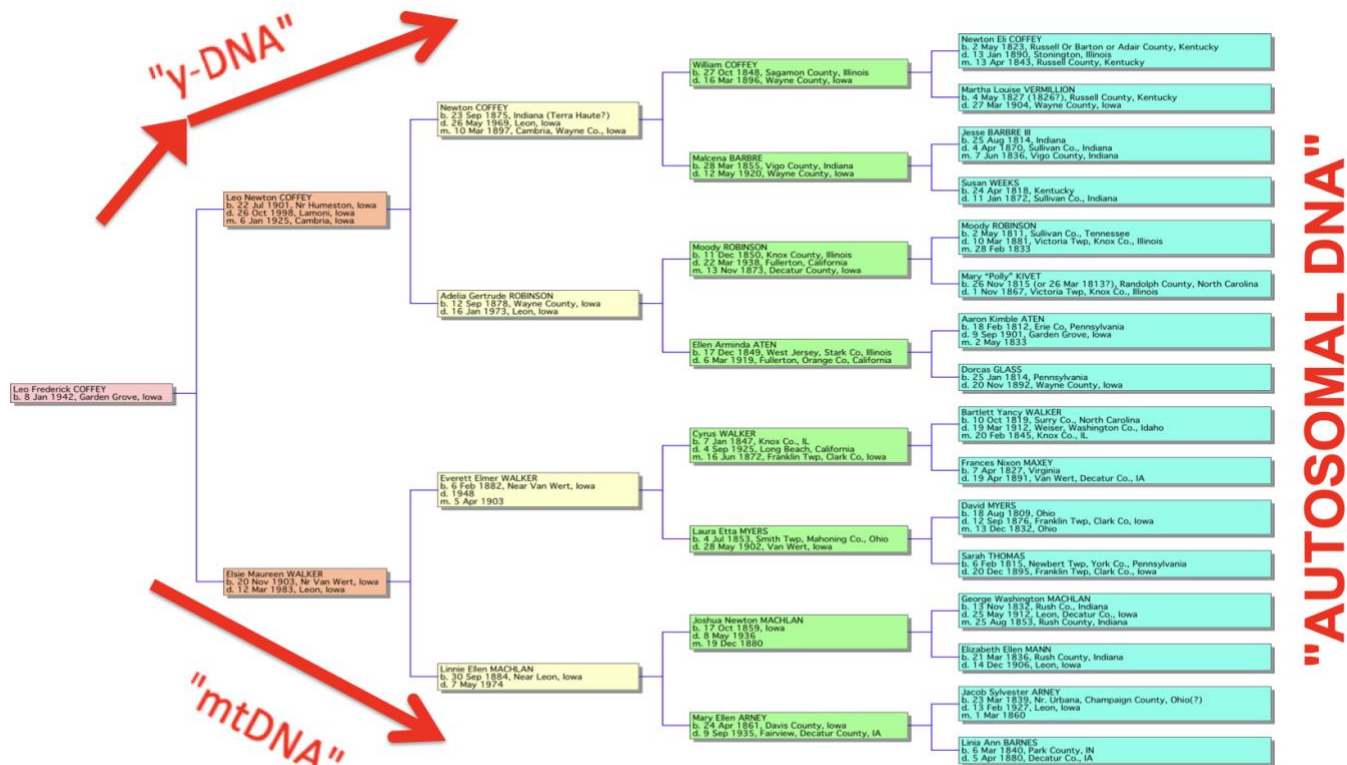 "y-DNA"
"mtDNA"
"AUTOSOMAL DNA"
Leo Frederick COFFEY
b. 8 Jan 1942, Garden Grove, Iowa
Leo Newton COFFEY
b. 22 Jul 1901, Nr Humeston, Iowa
d. 26 Oct 1998, Lamoni, Iowa
m. 6 Jan 1925, Cambria, Iowa
Elsie Maureen WALKER
b. 20 Nov 1903, Nr Van Wert, Iowa
d. 12 Mar 1983, Leon, Iowa
Newton COFFEY
b. 23 Sep 1875, Indiana (Terra Haute?)
d. 26 May 1969, Leon, Iowa
m. 10 Mar 1897, Cambria, Wayne Co., Iowa
Adelia Gertrude ROBINSON
b. 12 Sep 1878, Wayne County, Iowa
d. 16 Jan 1973, Leon, Iowa
Everett Elmer WALKER
b. 6 Feb 1882, Near Van Wert, Iowa
d. 1948
m. 5 Apr 1903
Linnie Ellen MACHLAN
b. 30 Sep 1884, Near Leon, Iowa
d. 7 May 1974
William COFFEY
b. 27 Oct 1848, Sagamon County, Illinois
d. 16 Mar 1896, Wayne County, Iowa
Malcena BARBRE
b. 28 Mar 1855, Vigo County, Indiana
d. 12 May 1920, Wayne County, Iowa
Moody ROBINSON
b. 11 Dec 1850, Knox County, Illinois
d. 22 Mar 1938, Fullerton, California
m. 13 Nov 1873, Decatur County, Iowa
Ellen Arminda ATEN
b. 17 Dec 1849, West Jersey, Stark Co, Illinois
d. 6 Mar 1919, Fullerton, Orange Co, California
Cyrus WALKER
b. 7 Jan 1847, Knox Co., IL
d. 4 Sep 1925, Long Beach, California
m. 16 Jun 1872, Franklin Twp, Clark Co, Iowa
Laura Etta MYERS
b. 4 Jul 1853, Smith Twp, Mahoning Co., Ohio
d. 28 May 1902, Van Wert, Iowa
Joshua Newton MACHLAN
b. 17 Oct 1859, Iowa
d. 8 May 1936
m. 19 Dec 1880
Mary Ellen ARNEY
b. 24 Apr 1861, Davis County, Iowa
d. 9 Sep 1935, Fairview, Decatur County, IA
Newton Eli COFFEY
b. 2 May 1823, Russell Or Barton or Adair County, Kentucky
d. 13 Jan 1890, Stonington, Illinois
m. 13 Apr 1843, Russell County, Kentucky
Martha Louise VERMILLION
b. 4 May 1827 (1826?), Russell County, Kentucky
d. 27 Mar 1904, Wayne County, Iowa
Jesse BARBRE III
b. 25 Aug 1814, Indiana
d. 4 Apr 1870, Sullivan Co., Indiana
m. 7 Jun 1836, Vigo County, Indiana
Susan WEEKS
b. 24 Apr 1818, Kentucky
d. 11 Jan 1872, Sullivan Co., Indiana
Moody ROBINSON
b. 2 May 1811, Sullivan Co., Tennessee
d. 10 Mar 1881, Victoria Twp, Knox Co., Illinois
m. 28 Feb 1833
Mary "Polly" KIVET
b. 26 Nov 1815 (or 26 Mar 1813?), Randolph County, North Carolina
d. 1 Nov 1867, Victoria Twp, Knox Co., Illinois
Aaron Kimble ATEN
b. 18 Feb 1812, Erie Co, Pennsylvania
d. 9 Sep 1901, Garden Grove, Iowa
m. 2 May 1833
Dorcas GLASS
b. 25 Jan 1814, Pennsylvania
d. 20 Nov 1892, Wayne County, Iowa
Bartlett Yancy WALKER
b. 10 Oct 1819, Surry Co., North Carolina
d. 19 Mar 1912, Weiser, Washington Co., Idaho
m. 20 Feb 1845, Knox Co., IL
Frances Nixon MAXEY
b. 7 Apr 1827, Virginia
d. 19 Apr 1891, Van Wert, Decatur Co., IA
David MYERS
b. 18 Aug 1809, Ohio
d. 12 Sep 1876, Franklin Twp, Clark Co, Iowa
m. 13 Dec 1832, Ohio
Sarah THOMAS
b. 6 Feb 1815, Newbert Twp, York Co., Pennsylvania
d. 20 Dec 1895, Franklin Twp, Clark Co., Iowa
George Washington MACHLAN
b. 13 Nov 1832, Rush Co., Indiana
d. 25 May 1912, Leon, Decatur Co., Iowa
m. 25 Aug 1853, Rush County, Indiana
Elizabeth Ellen MANN
b. 21 Mar 1836, Rush County, Indiana
d. 14 Dec 1906, Leon, Iowa
Jacob Sylvester ARNEY
b. 23 Mar 1839, Nr. Urbana, Champaign County, Ohio(?)
d. 13 Feb 1927, Leon, Iowa
m. 1 Mar 1860
Linia Ann BARNES
b. 6 Mar 1840, Park County, IN
d. 5 Apr 1880, Decatur Co., IA